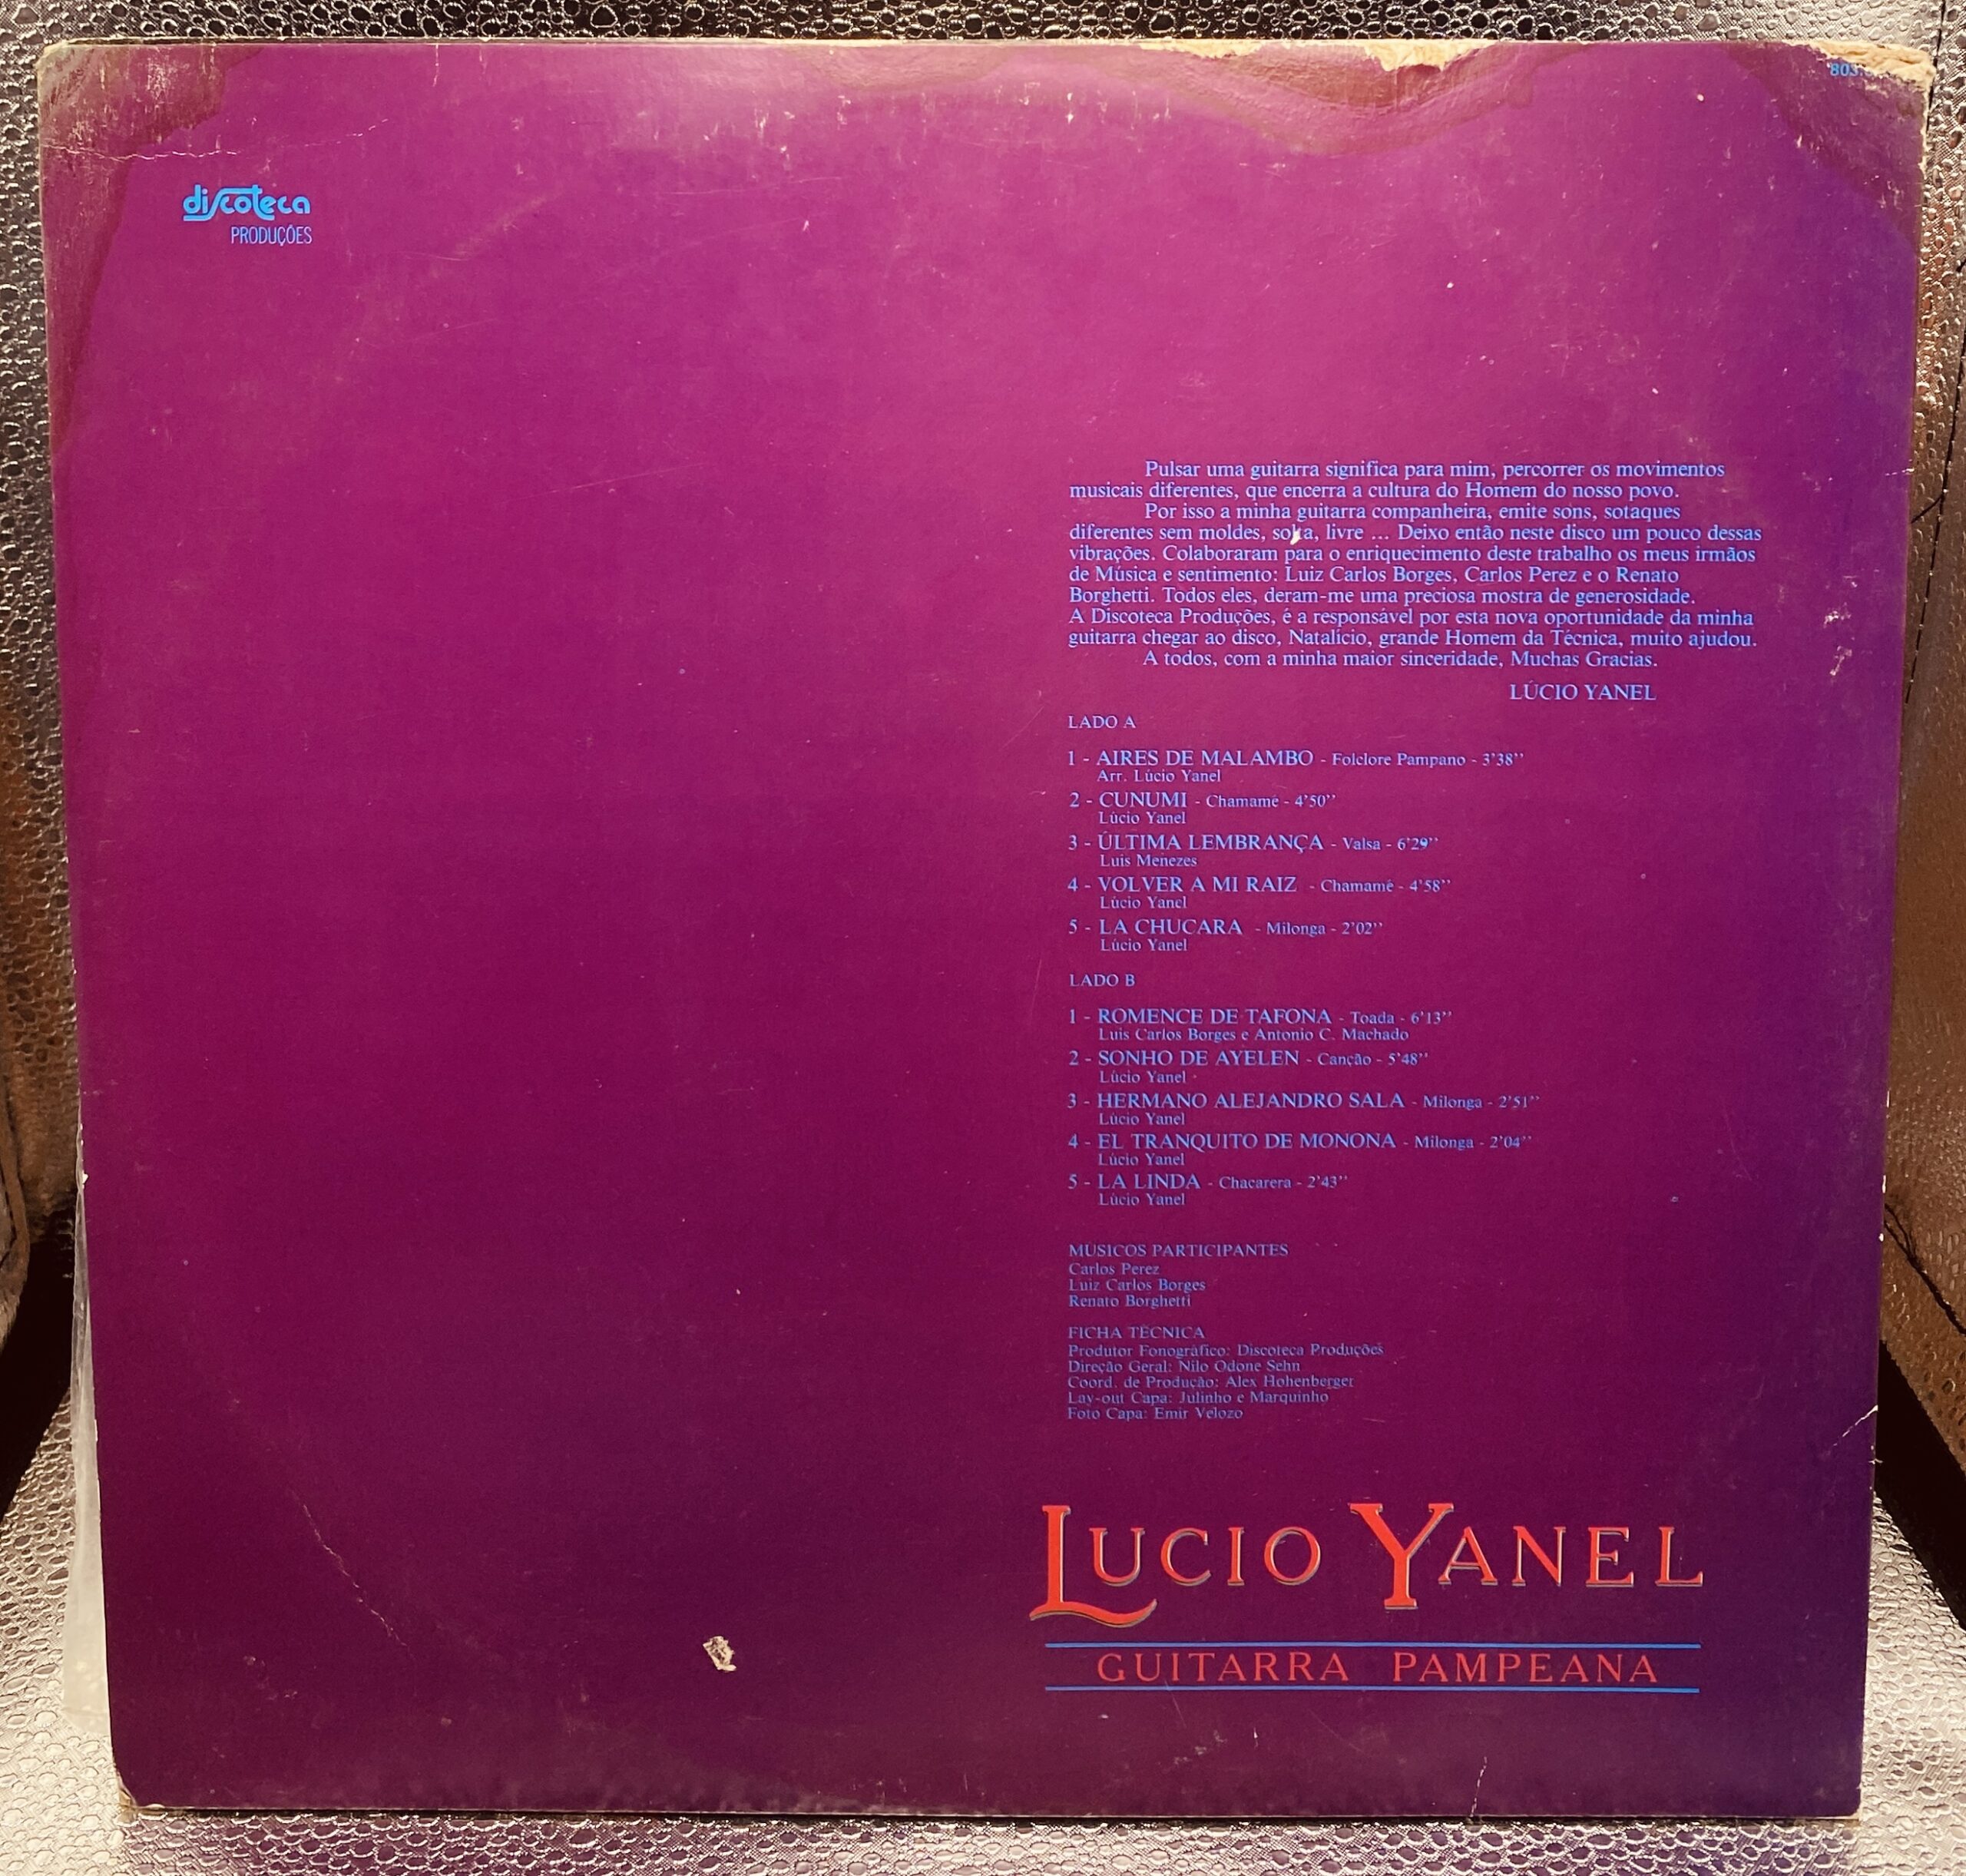 803
discoteca
PRODUÇÕES
Pulsar uma guitarra significa para mim, percorrer os movimentos
musicais diferentes, que encerra a cultura do Homem do nosso povo.
Por isso a minha guitarra companheira, emite sons, sotaques
diferentes sem moldes, solta, livre ... Deixo então neste disco um pouco dessas
vibrações. Colaboraram para o enriquecimento deste trabalho os meus irmãos
de Música e sentimento: Luiz Carlos Borges, Carlos Perez e o Renato
Borghetti. Todos eles, deram-me uma preciosa mostra de generosidade.
A Discoteca Produções, é a responsável por esta nova oportunidade da minha
guitarra chegar ao disco, Natalício, grande Homem da Técnica, muito ajudou.
A todos, com a minha maior sinceridade, Muchas Gracias.
LÚCIO YANEL
LADO A
1 - AIRES DE MALAMBO - Folclore Pampano - 3'38''
Arr. Lúcio Yanel
2 - CUNUMI - Chamamé - 4'50''
Lúcio Yanel
3 - ÚLTIMA LEMBRANÇA - Valsa - 6'29''
Luis Menezes
4 - VOLVER A MI RAIZ - Chamamé - 4'58''
Lúcio Yanel
5 - LA CHUCARA - Milonga - 2'02''
Lúcio Yanel
LADO B
1 - ROMENCE DE TAFONA - Toada - 6'13''
Luis Carlos Borges e Antonio C. Machado
2 - SONHO DE AYELEN - Canção - 5'48''
Lúcio Yanel
3 - HERMANO ALEJANDRO SALA - Milonga - 2'51''
Lúcio Yanel
4 - EL TRANQUITO DE MONONA - Milonga - 2'04''
Lúcio Yanel
5 - LA LINDA - Chacarera - 2'43''
Lúcio Yanel
MÚSICOS PARTICIPANTES
Carlos Perez
Luiz Carlos Borges
Renato Borghetti
FICHA TÉCNICA
Produtor Fonográfico: Discoteca Produções
Direção Geral: Nilo Odone Sehn
Coord. de Produção: Alex Hohenberger
Lay-out Capa: Julinho e Marquinho
Foto Capa: Emir Velozo
LUCIO YANEL
GUITARRA PAMPEANA